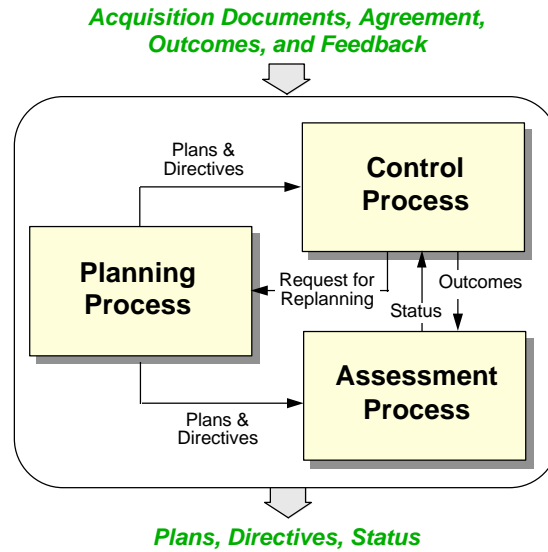 Acquisition Documents, Agreement,
Outcomes, and Feedback
Plans &
Directives
Control
Process
Planning
Process
Request for
Replanning
Status
Outcomes
Assessment
Process
Plans &
Directives
Plans, Directives, Status